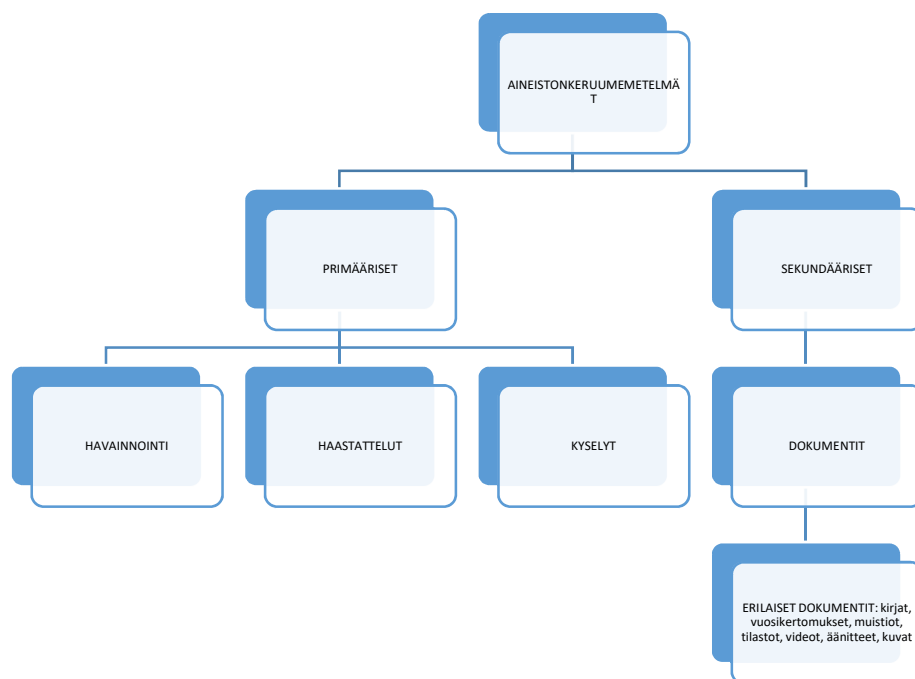 AINEISTONKERUUMEMETELMÄ
T
PRIMÄÄRISET
SEKUNDÄÄRISET
HAVAINNOINTI
HAASTATTELUT
KYSELYT
DOKUMENTIT
ERILAISET DOKUMENTIT: kirjat,
vuosikertomukset, muistiot,
tilastot, videot, äänitteet, kuvat